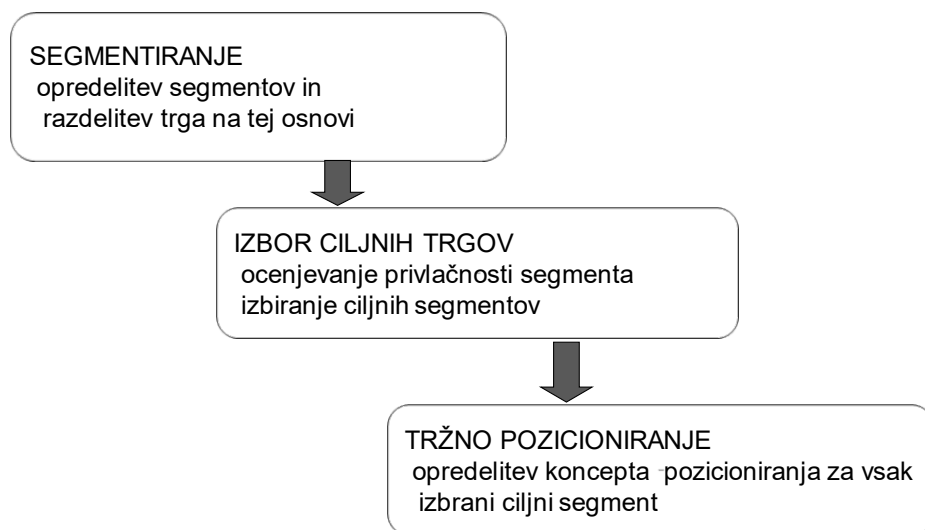 SEGMENTIRANJE
opredelitev segmentov in
razdelitev trga na tej osnovi
IZBOR CILJNIH TRGOV
ocenjevanje privlačnosti segmenta
izbiranje ciljnih segmentov
TRŽNO POZICIONIRANJE
opredelitev koncepta -pozicioniranja za vsak
izbrani ciljni segment